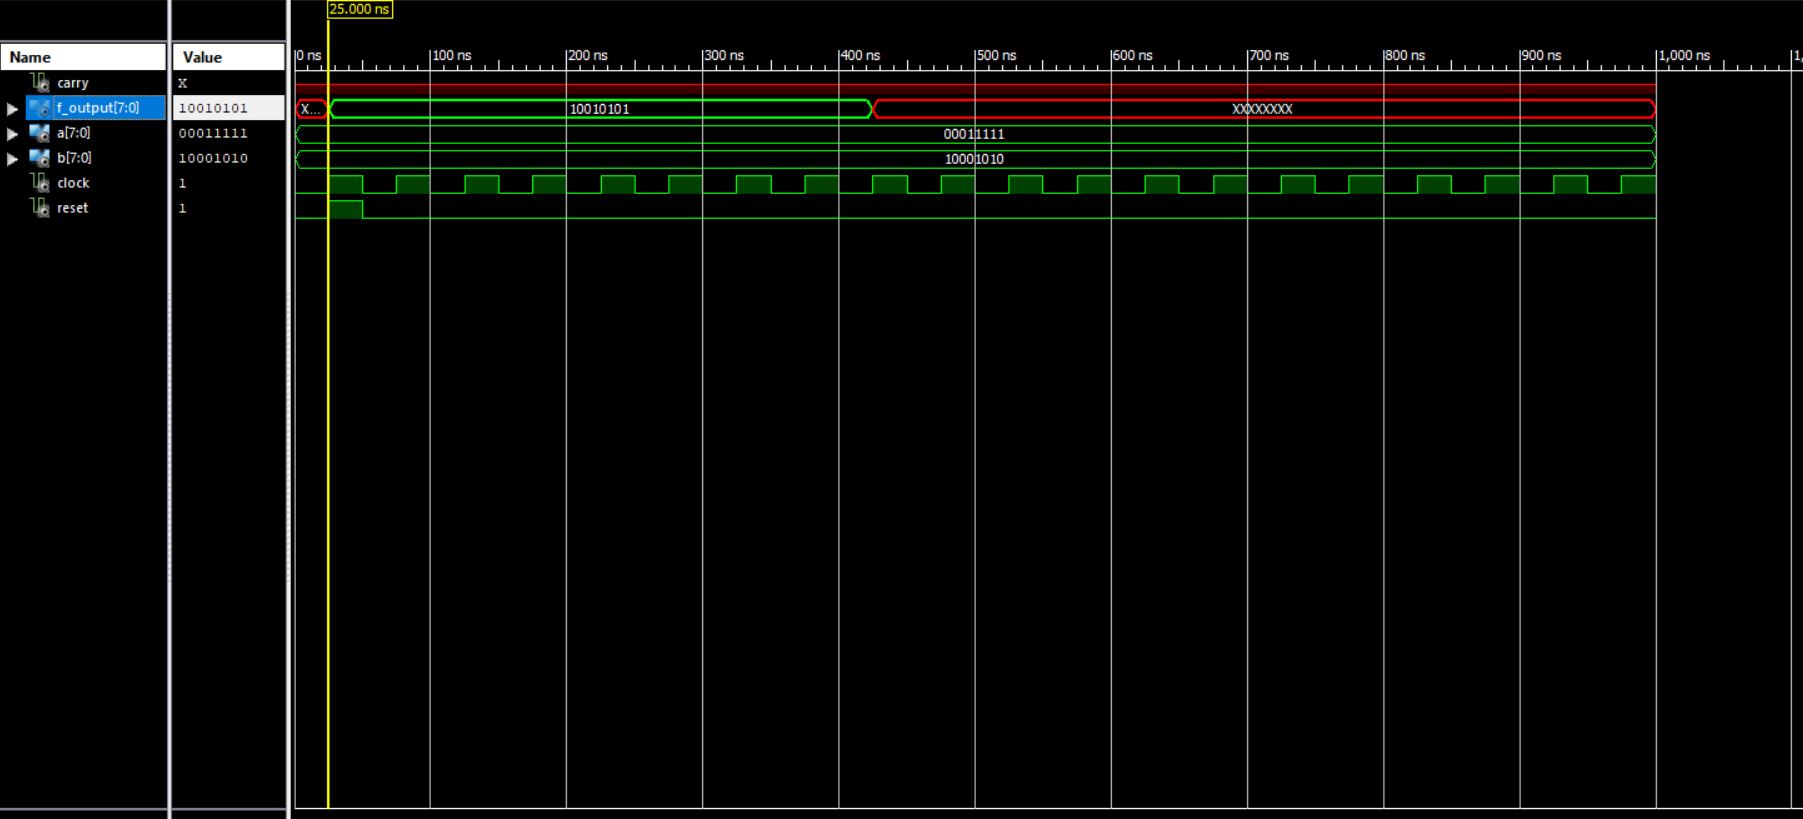 25.000 ns
Name Value 0 ns 100 ns 200 ns 300 ns 400 ns 500 ns 600 ns 700 ns 800 ns 900 ns 1,000 ns 1,
carry X
f_output[7:0] 10010101 X... 10010101 XXXXXXXX
a[7:0] 00011111 00011111
b[7:0] 10001010 10001010
clock 1
reset 1